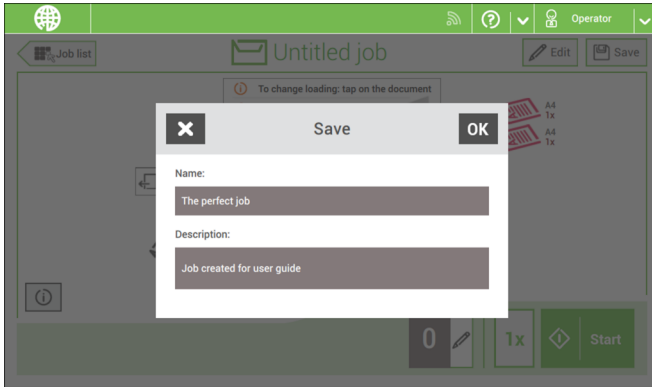 Operator
Job list
Untitled job
Edit
Save
To change loading: tap on the document
A4
1x
A4
1x
Save
OK
Name:
The perfect job
Description:
Job created for user guide
0
1x
Start